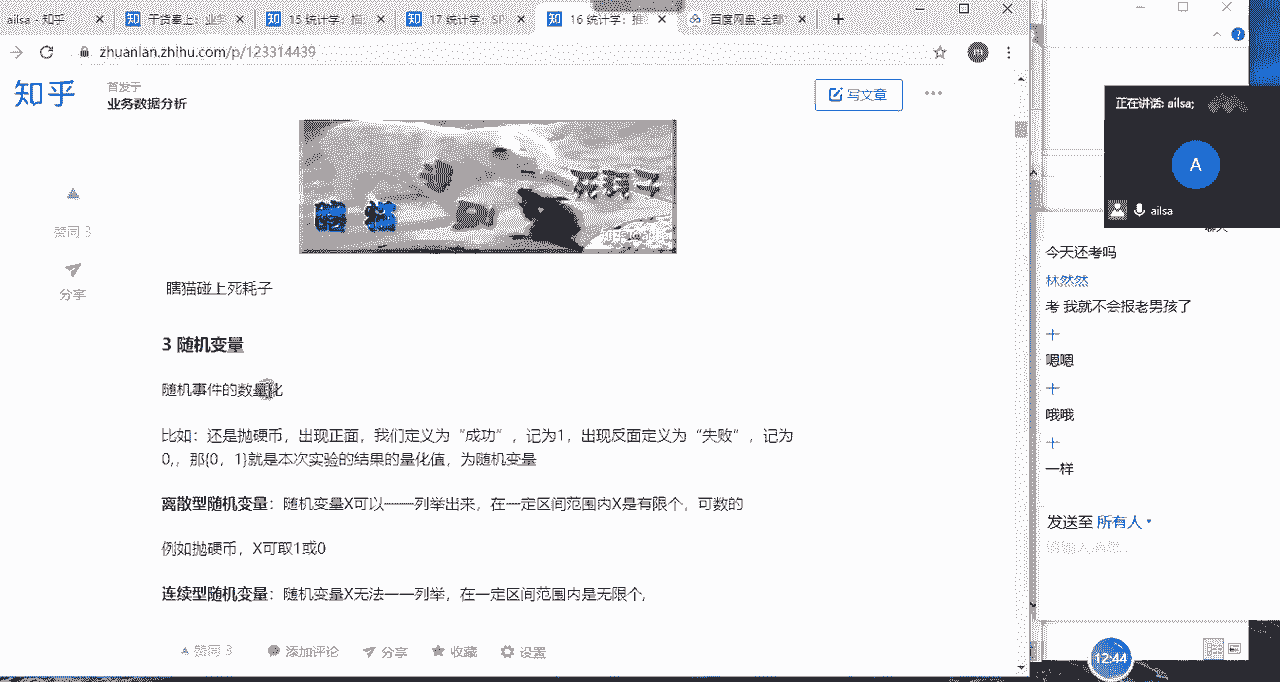 ailsa - 知乎
干货奉上：业务
15 统计学：推
17 统计学：SP
16 统计学：推
百度网盘-全部
zhuanlan.zhihu.com/p/123314439
知乎
首发于
业务数据分析
写文章
瞎 猫
死耗子
赞同 3
分享
瞎猫碰上死耗子
3 随机变量
随机事件的数量化
比如：还是抛硬币，出现正面，我们定义为“成功”，记为1，出现反面定义为“失败”，记为
0,，那{0，1}就是本次实验的结果的量化值，为随机变量
离散型随机变量：随机变量X可以一一列举出来，在一定区间范围内X是有限个，可数的
例如抛硬币，X可取1或0
连续型随机变量：随机变量X无法一一列举，在一定区间范围内是无限个,
赞同 3
添加评论
分享
收藏
设置
正在讲话: ailsa;
A
ailsa
聊天
今天还考吗
林然然
考 我就不会报老男孩了
十
嗯嗯
十
哦哦
十
一样
发送至 所有人
12:44